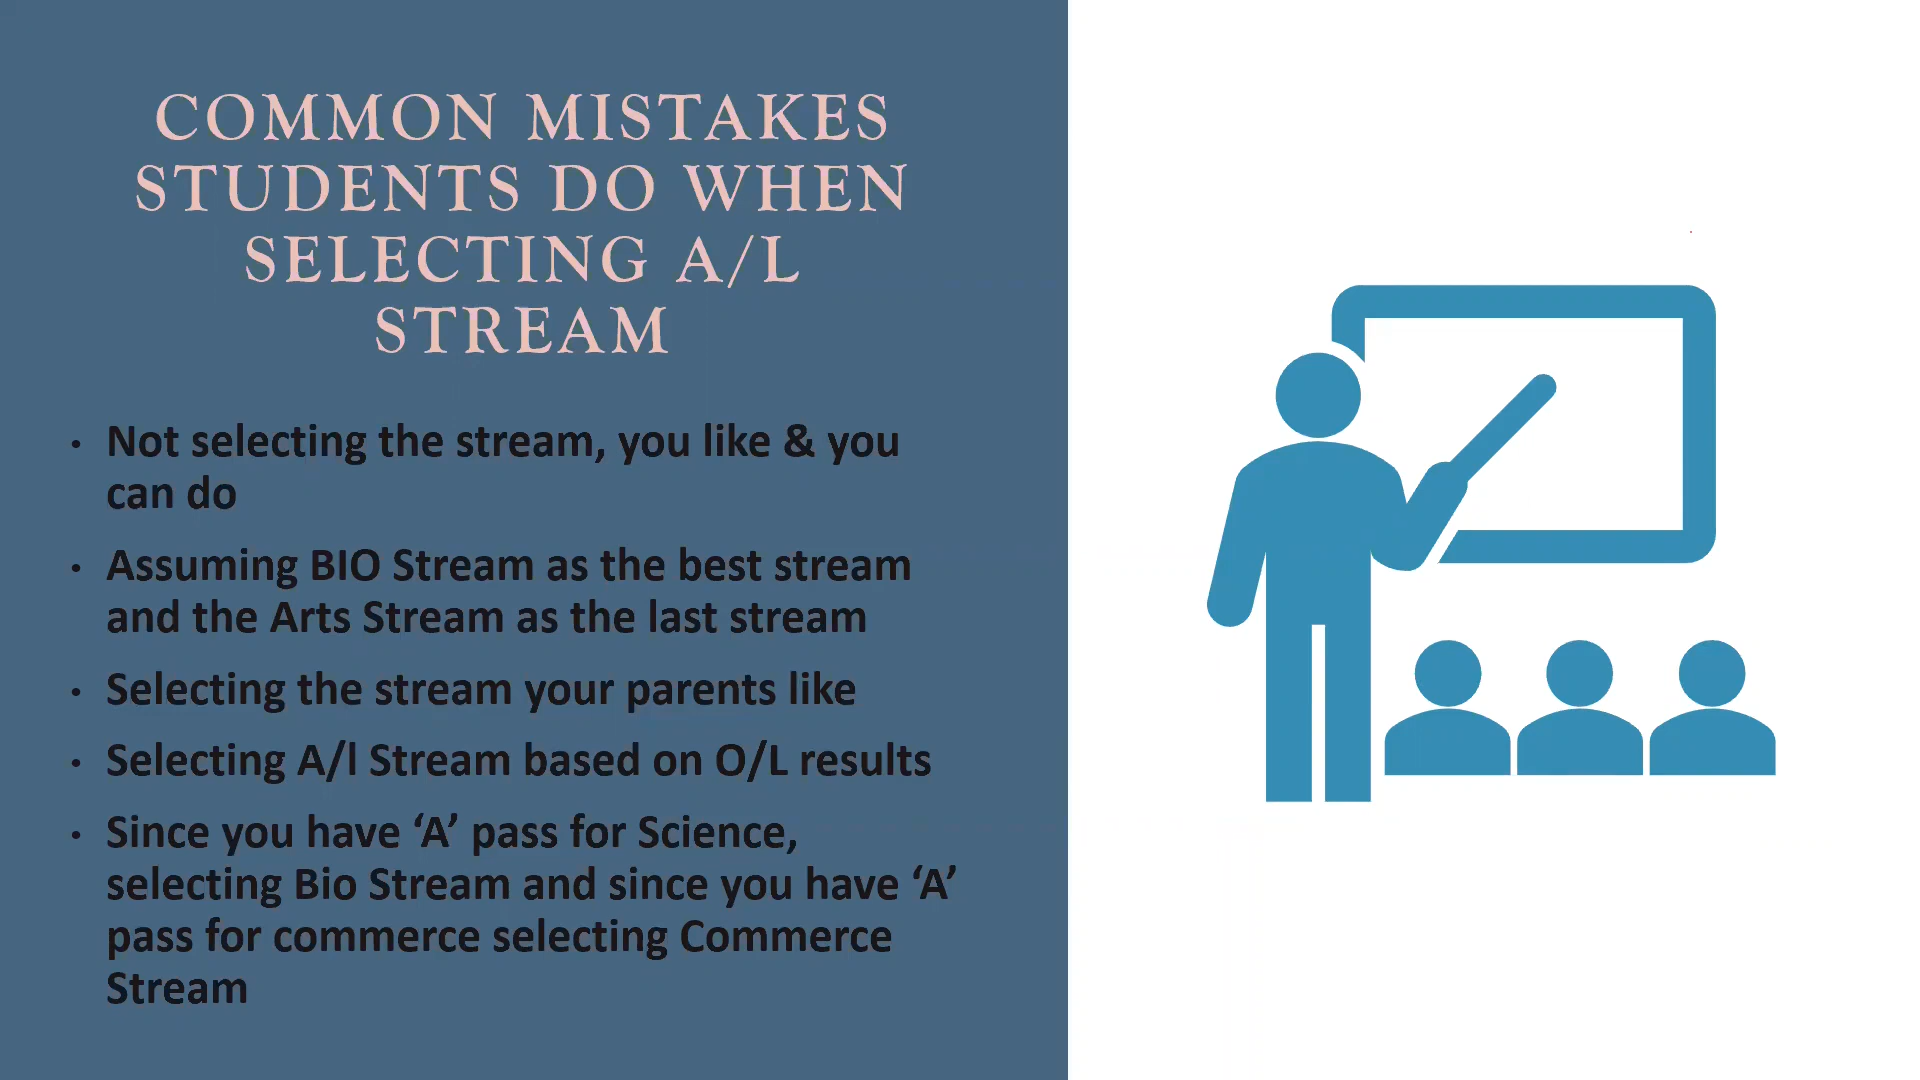 COMMON MISTAKES
STUDENTS DO WHEN
SELECTING A/L
STREAM
• Not selecting the stream, you like & you
can do
• Assuming BIO Stream as the best stream
and the Arts Stream as the last stream
• Selecting the stream your parents like
• Selecting A/l Stream based on O/L results
• Since you have ‘A’ pass for Science,
selecting Bio Stream and since you have ‘A’
pass for commerce selecting Commerce
Stream